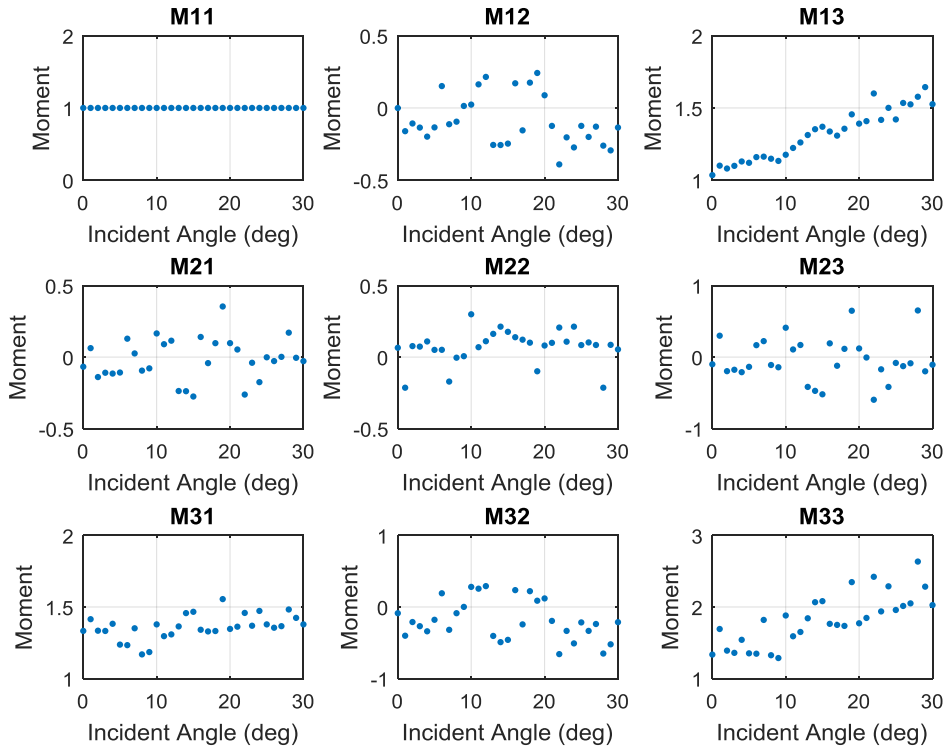 M11 M12 M13
2 0.5 2
Moment 1 Moment 0 Moment 1.5
0 -0.5 1
0 10 20 30 0 10 20 30 0 10 20 30
Incident Angle (deg) Incident Angle (deg) Incident Angle (deg)
M21 M22 M23
0.5 0.5 1
Moment 0 Moment 0 Moment 0
-0.5 -0.5 -1
0 10 20 30 0 10 20 30 0 10 20 30
Incident Angle (deg) Incident Angle (deg) Incident Angle (deg)
M31 M32 M33
2 1 3
Moment 1.5 Moment 0 Moment 2
1 -1 1
0 10 20 30 0 10 20 30 0 10 20 30
Incident Angle (deg) Incident Angle (deg) Incident Angle (deg)